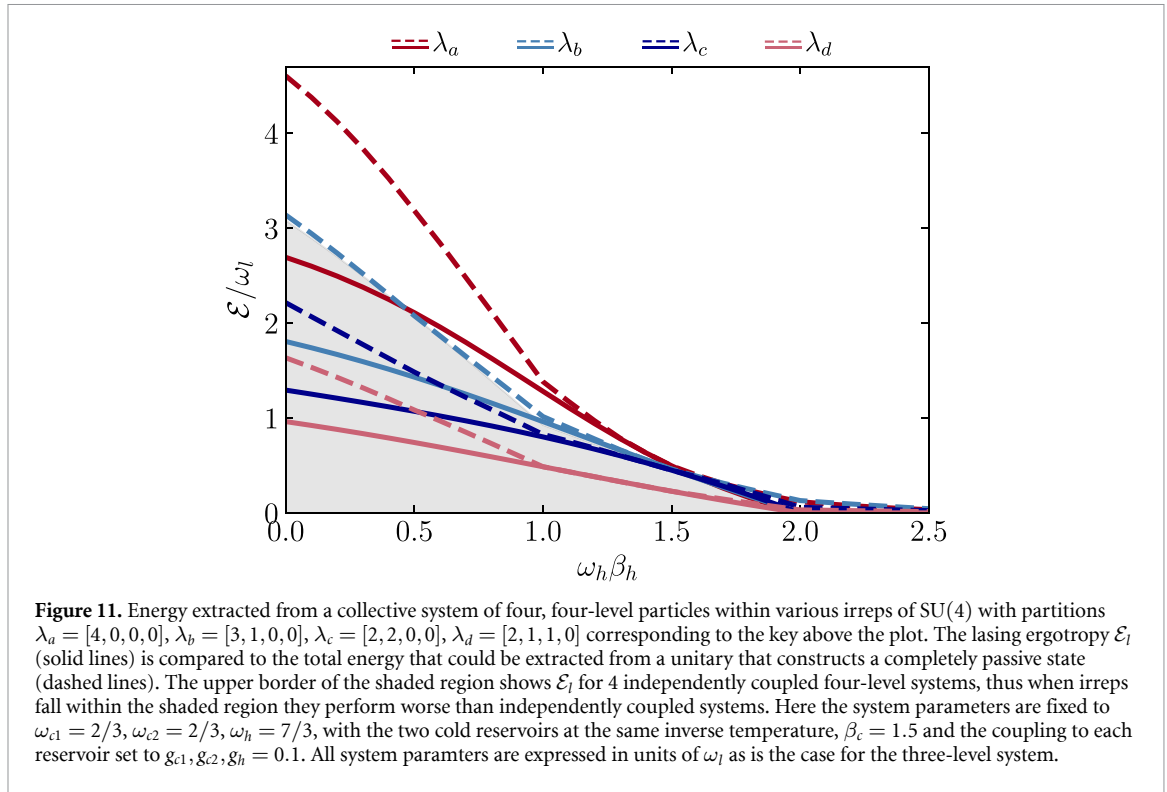 λa λb λc λd
4
3
2
1
0
ℰ/ωl
0.0 0.5 1.0 1.5 2.0 2.5
ωhβh
Figure 11. Energy extracted from a collective system of four, four-level particles within various irreps of SU(4) with partitions
λa = [4,0,0,0], λb = [3,1,0,0], λc = [2,2,0,0], λd = [2,1,1,0] corresponding to the key above the plot. The lasing ergotropy ℰl
(solid lines) is compared to the total energy that could be extracted from a unitary that constructs a completely passive state
(dashed lines). The upper border of the shaded region shows ℰl for 4 independently coupled four-level systems, thus when irreps
fall within the shaded region they perform worse than independently coupled systems. Here the system parameters are fixed to
ωc1 = 2/3, ωc2 = 2/3, ωh = 7/3, with the two cold reservoirs at the same inverse temperature, βc = 1.5 and the coupling to each
reservoir set to gc1, gc2, gh = 0.1. All system paramters are expressed in units of ωl as is the case for the three-level system.